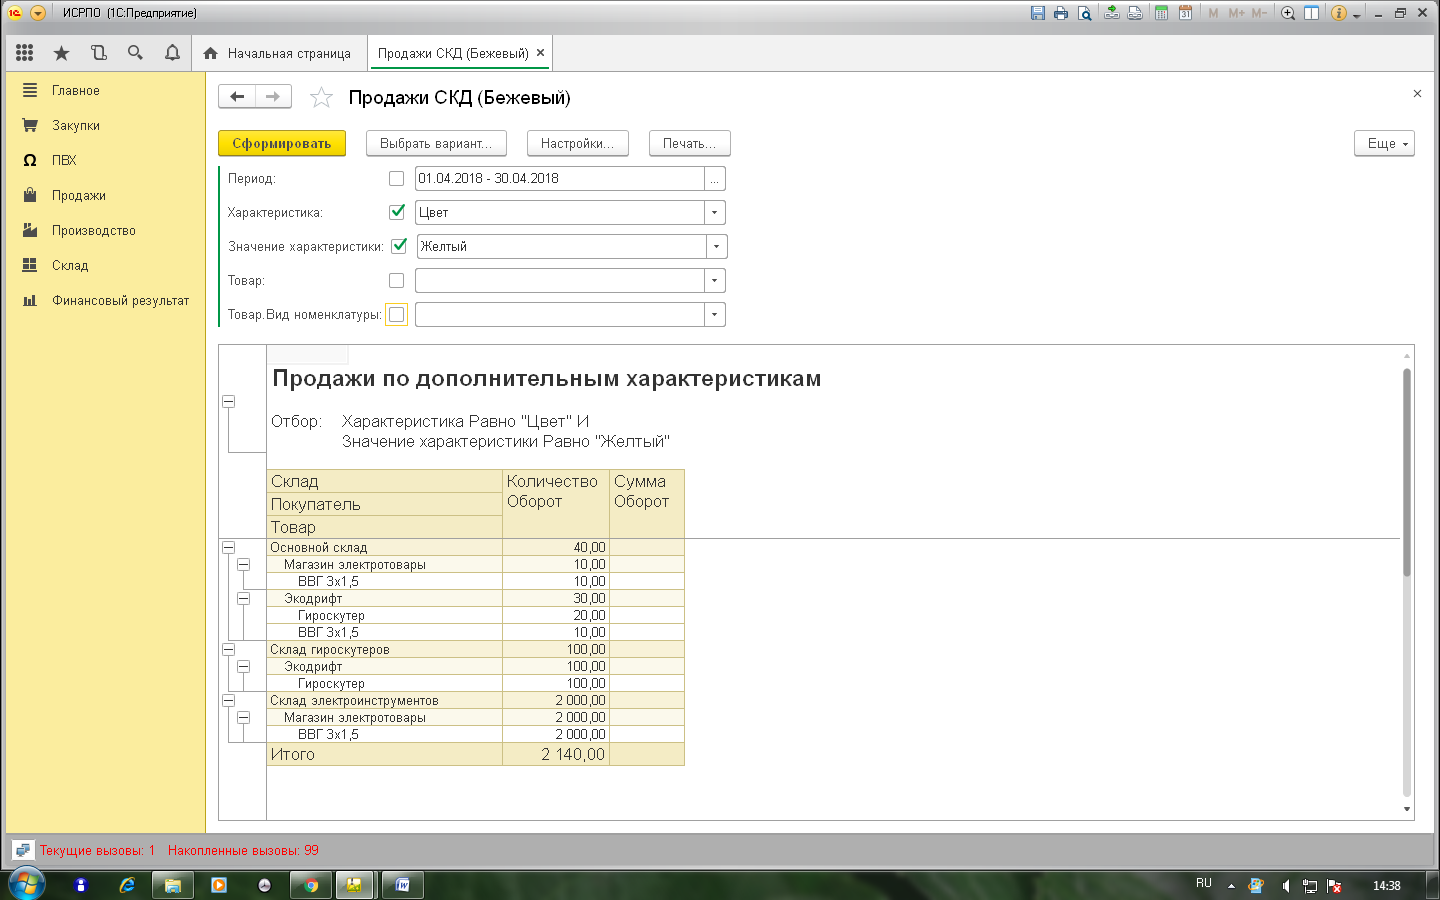 ИСРПО (1С:Предприятие)
M M+ M-
Начальная страница
Продажи СКД (Бежевый)
Главное
Закупки
ПВХ
Продажи
Производство
Склад
Финансовый результат
Продажи СКД (Бежевый)
Сформировать
Выбрать вариант...
Настройки...
Печать...
Еще
Период:
01.04.2018 - 30.04.2018
...
Характеристика:
Цвет
Значение характеристики:
Желтый
Товар:
Товар.Вид номенклатуры:
Продажи по дополнительным характеристикам
Отбор: Характеристика Равно "Цвет" И
Значение характеристики Равно "Желтый"
Склад
Покупатель
Товар
Количество Оборот
Сумма Оборот
Основной склад 40,00
Магазин электротовары 10,00
ВВГ 3х1,5 10,00
Экодрифт 30,00
Гироскутер 20,00
ВВГ 3х1,5 10,00
Склад гироскутеров 100,00
Экодрифт 100,00
Гироскутер 100,00
Склад электроинструментов 2 000,00
Магазин электротовары 2 000,00
ВВГ 3х1,5 2 000,00
Итого 2 140,00
Текущие вызовы: 1 Накопленные вызовы: 99
RU
14:38